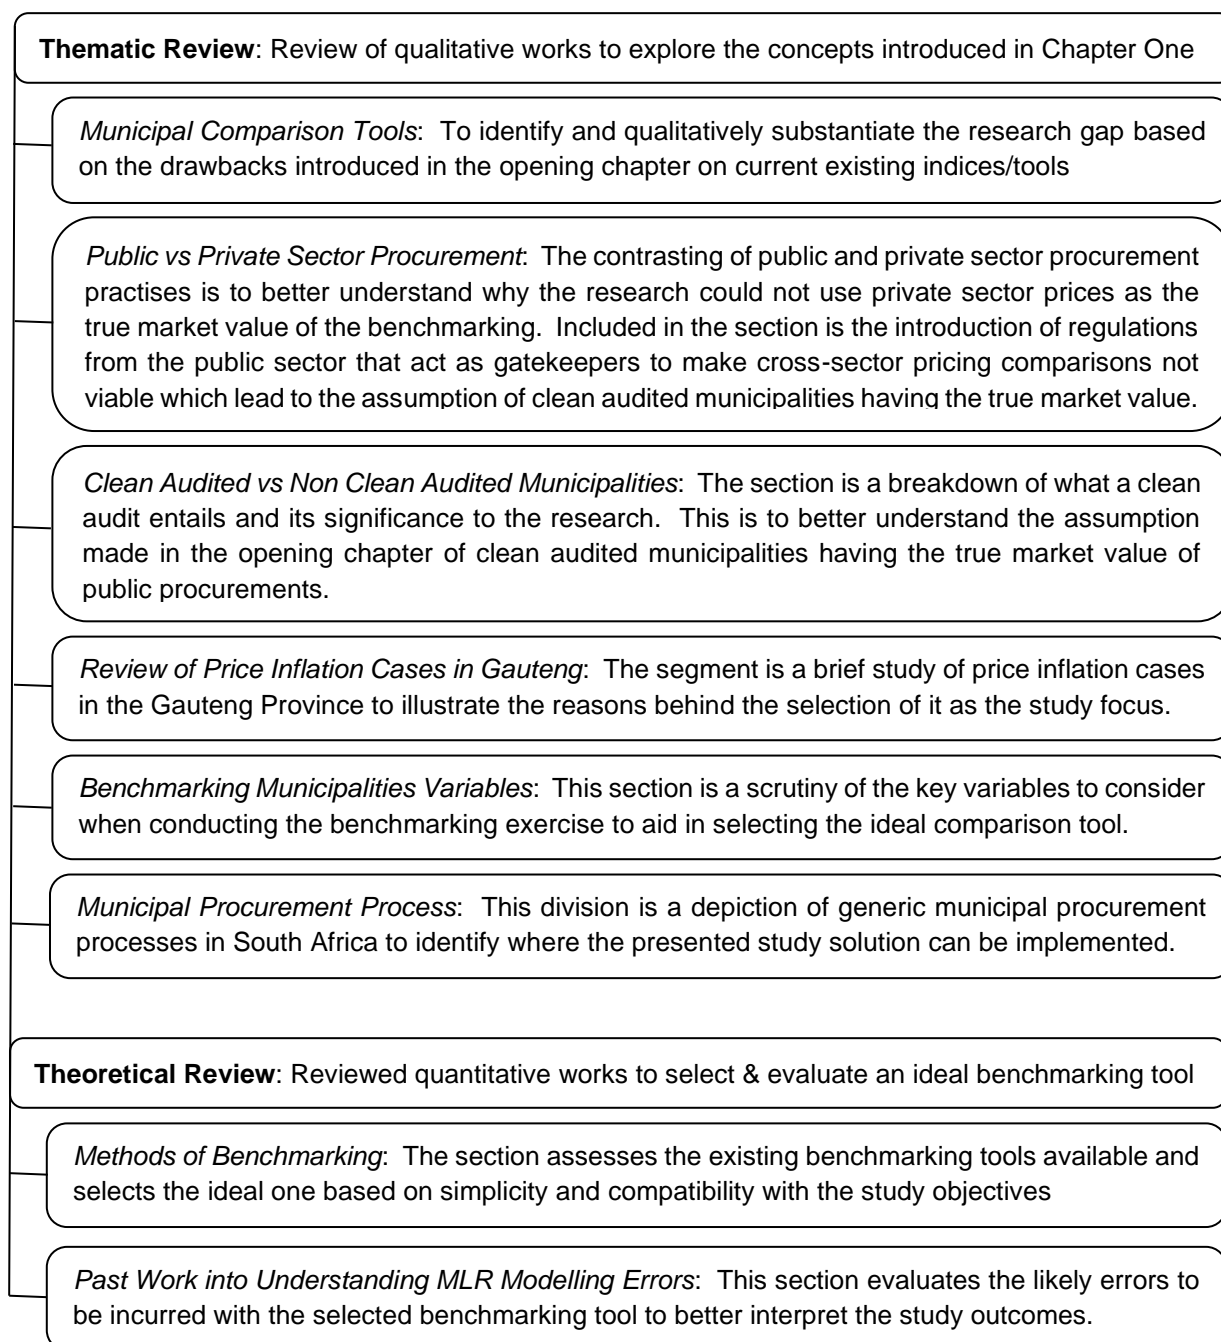 Thematic Review: Review of qualitative works to explore the concepts introduced in Chapter One
Municipal Comparison Tools: To identify and qualitatively substantiate the research gap based
on the drawbacks introduced in the opening chapter on current existing indices/tools
Public vs Private Sector Procurement: The contrasting of public and private sector procurement
practises is to better understand why the research could not use private sector prices as the
true market value of the benchmarking. Included in the section is the introduction of regulations
from the public sector that act as gatekeepers to make cross-sector pricing comparisons not
viable which lead to the assumption of clean audited municipalities having the true market value.
Clean Audited vs Non Clean Audited Municipalities: The section is a breakdown of what a clean
audit entails and its significance to the research. This is to better understand the assumption
made in the opening chapter of clean audited municipalities having the true market value of
public procurements.
Review of Price Inflation Cases in Gauteng: The segment is a brief study of price inflation cases
in the Gauteng Province to illustrate the reasons behind the selection of it as the study focus.
Benchmarking Municipalities Variables: This section is a scrutiny of the key variables to consider
when conducting the benchmarking exercise to aid in selecting the ideal comparison tool.
Municipal Procurement Process: This division is a depiction of generic municipal procurement
processes in South Africa to identify where the presented study solution can be implemented.
Theoretical Review: Reviewed quantitative works to select & evaluate an ideal benchmarking tool
Methods of Benchmarking: The section assesses the existing benchmarking tools available and
selects the ideal one based on simplicity and compatibility with the study objectives
Past Work into Understanding MLR Modelling Errors: This section evaluates the likely errors to
be incurred with the selected benchmarking tool to better interpret the study outcomes.